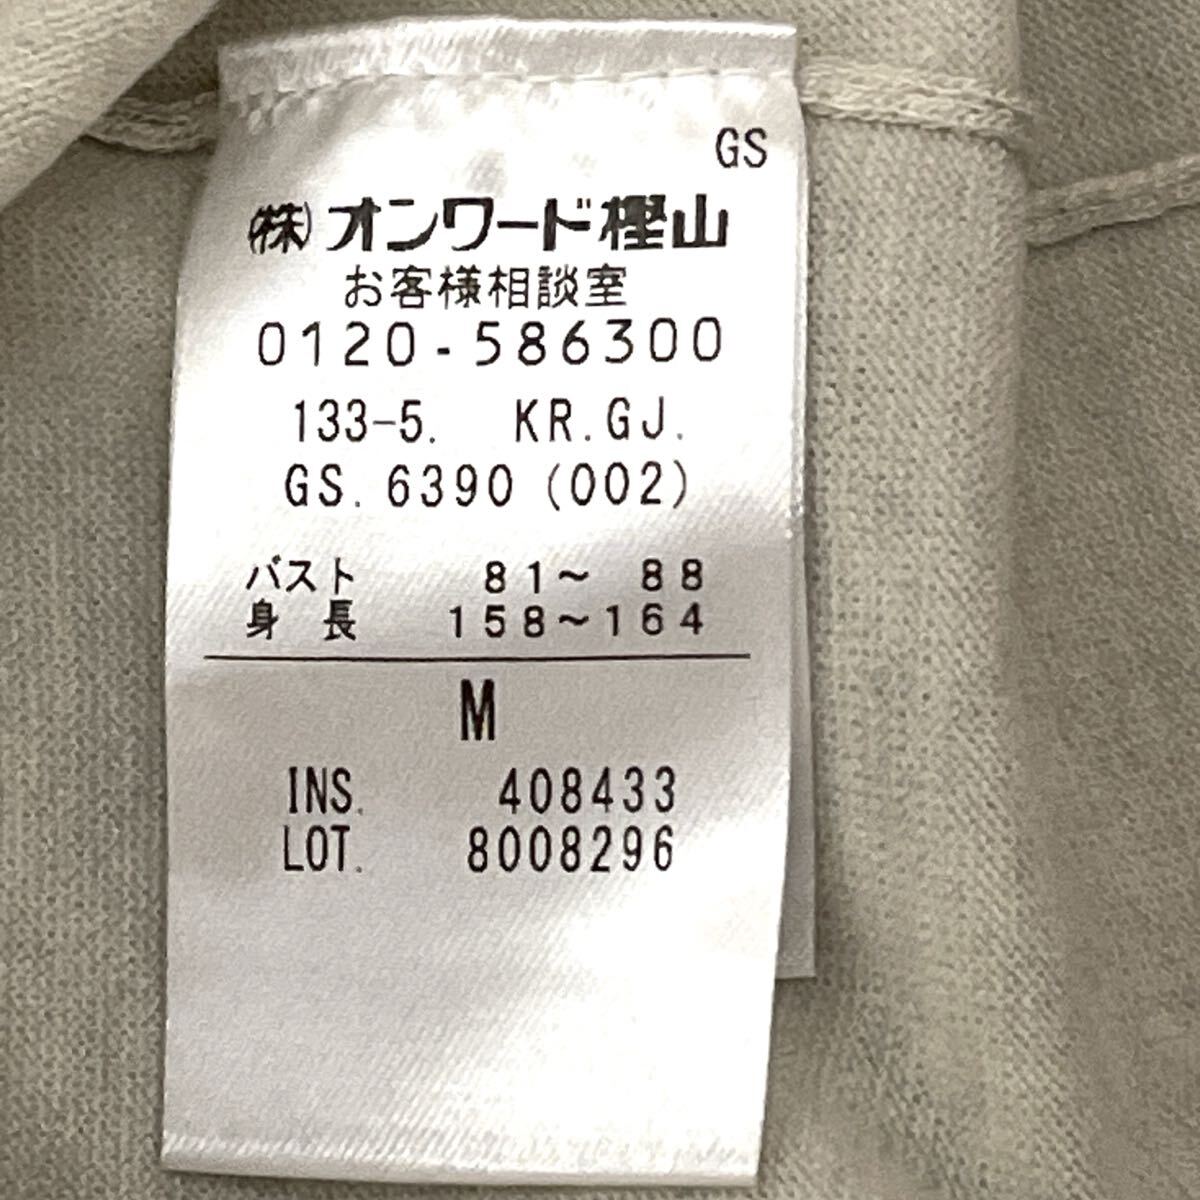 GS
(株)オンワード樫山
お客様相談室
0120-586300
133-5. KR.GJ.
GS.6390(002)
バスト 81～ 88
身 長 158～164
M
INS. 408433
LOT. 8008296